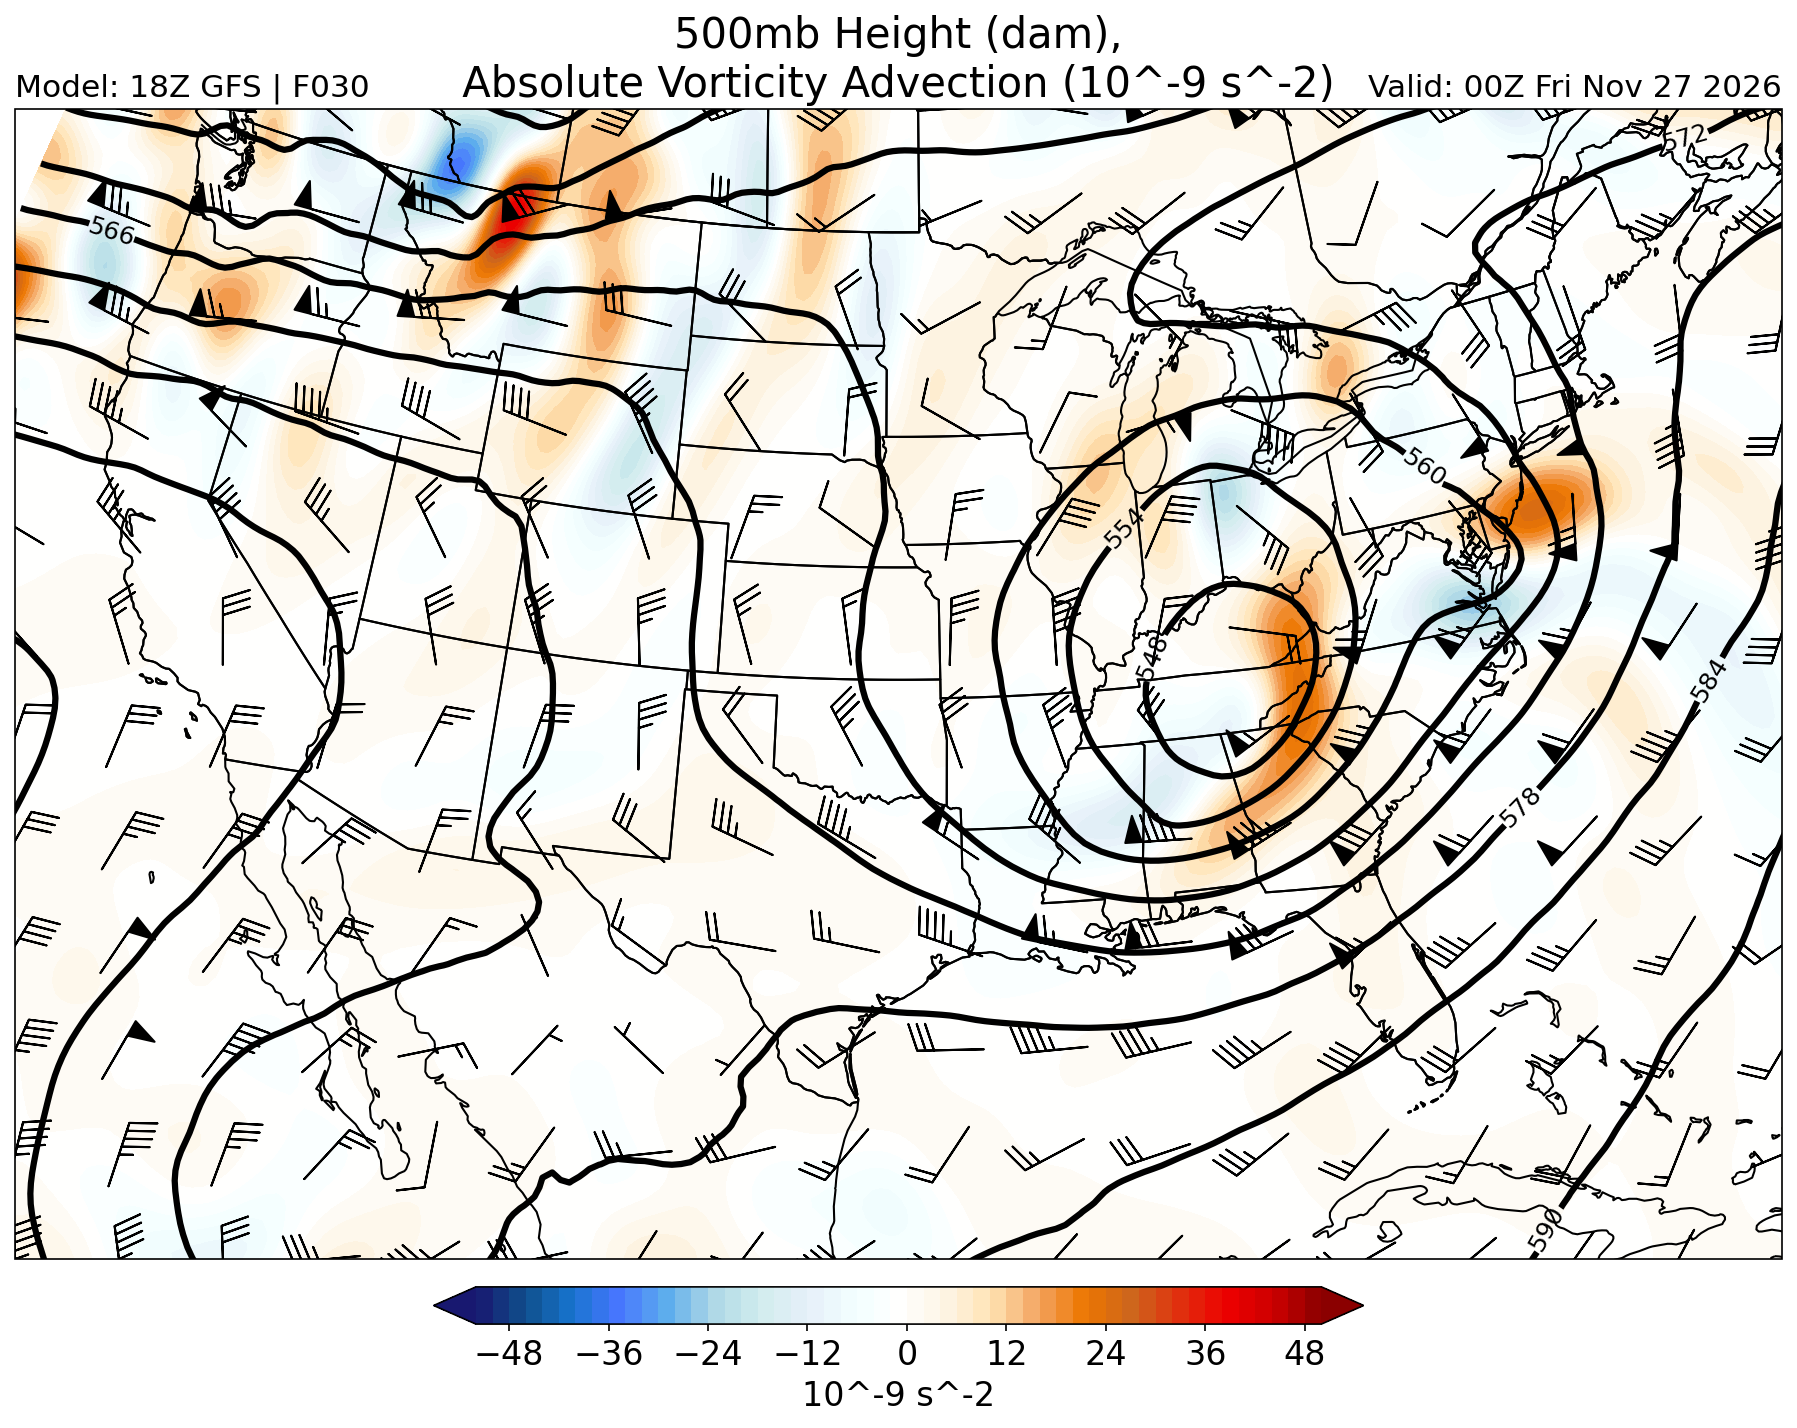 500mb Height (dam),
Model: 18Z GFS | F030
Absolute Vorticity Advection (10^-9 s^-2)
Valid: 00Z Fri Nov 27 2026
572
566
560
554
548
584
578
590
−48 −36 −24 −12 0 12 24 36 48
10^-9 s^-2